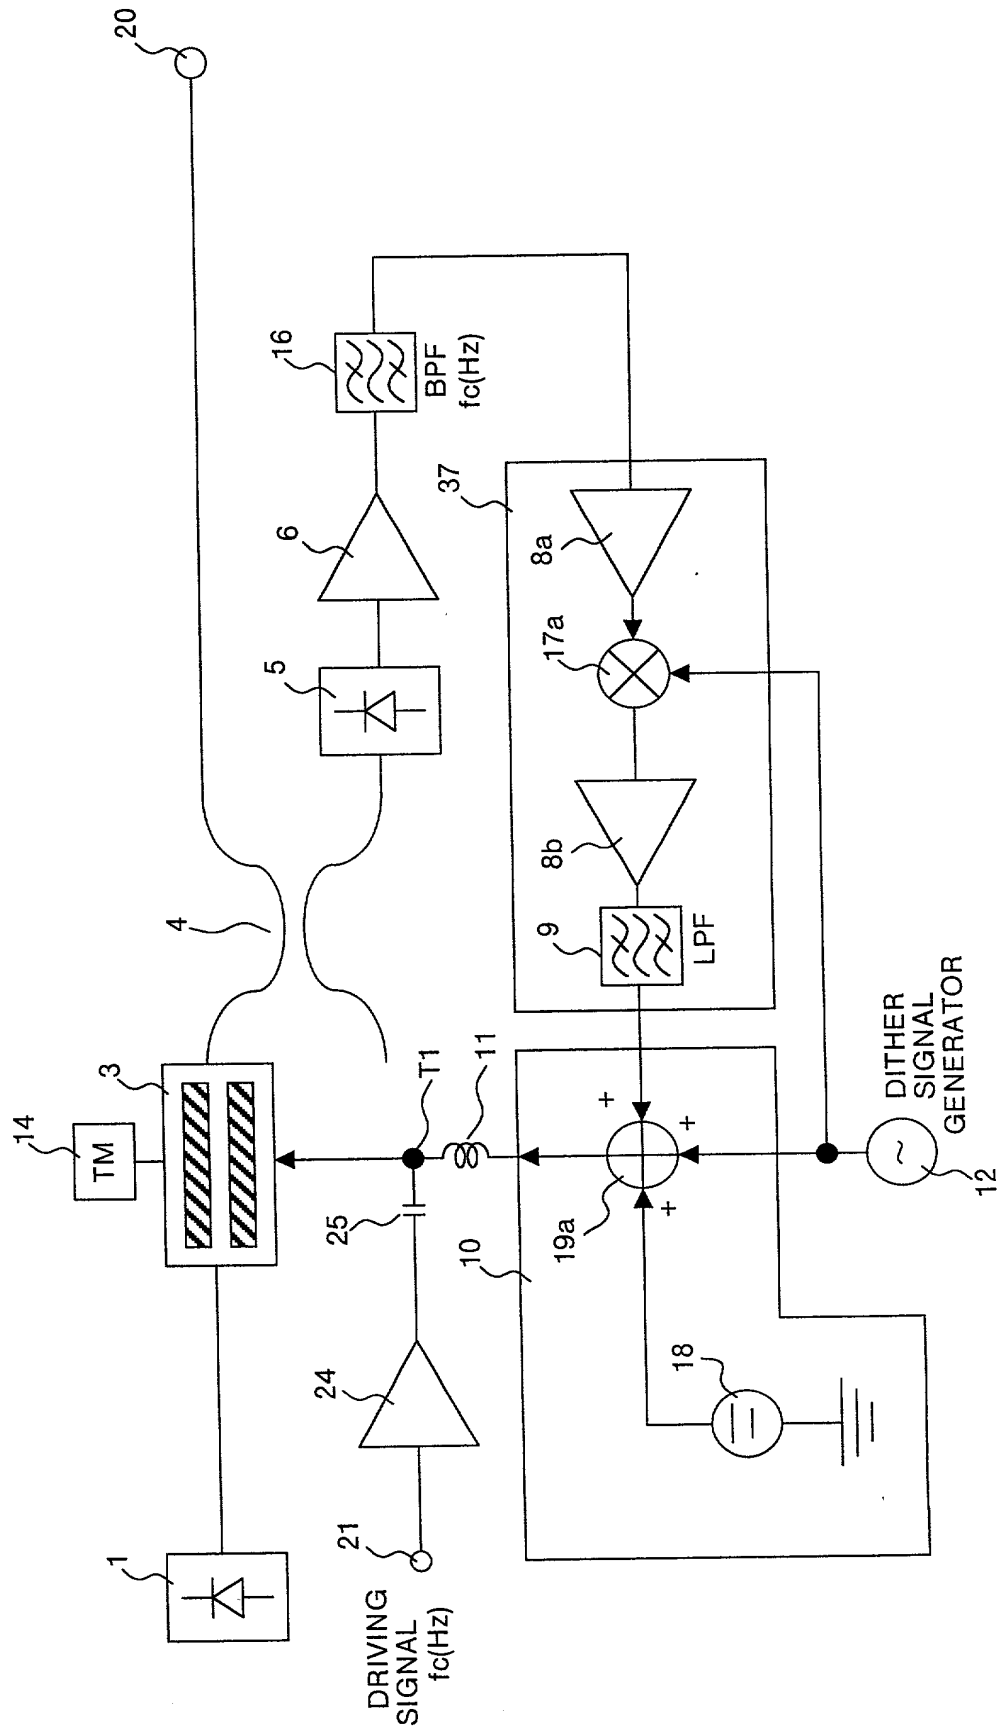 20
14
TM
3
4
5
6
16
BPF
fc(Hz)
1
21
DRIVING
SIGNAL
fc(Hz)
24
25
T1
11
37
8a
17a
8b
9
LPF
10
19a
+
+
+
18
~
12
DITHER
SIGNAL
GENERATOR